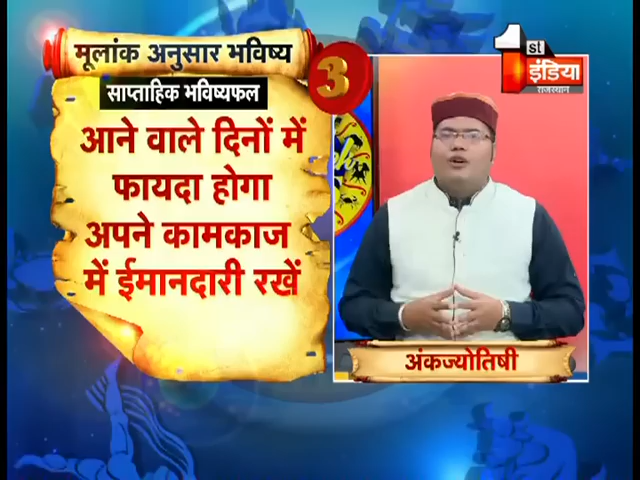 मूलांक अनुसार भविष्य
3
साप्ताहिक भविष्यफल
आने वाले दिनों में
फायदा होगा
अपने कामकाज
में ईमानदारी रखें
1st
इंडिया
राजस्थान
अंकज्योतिषी